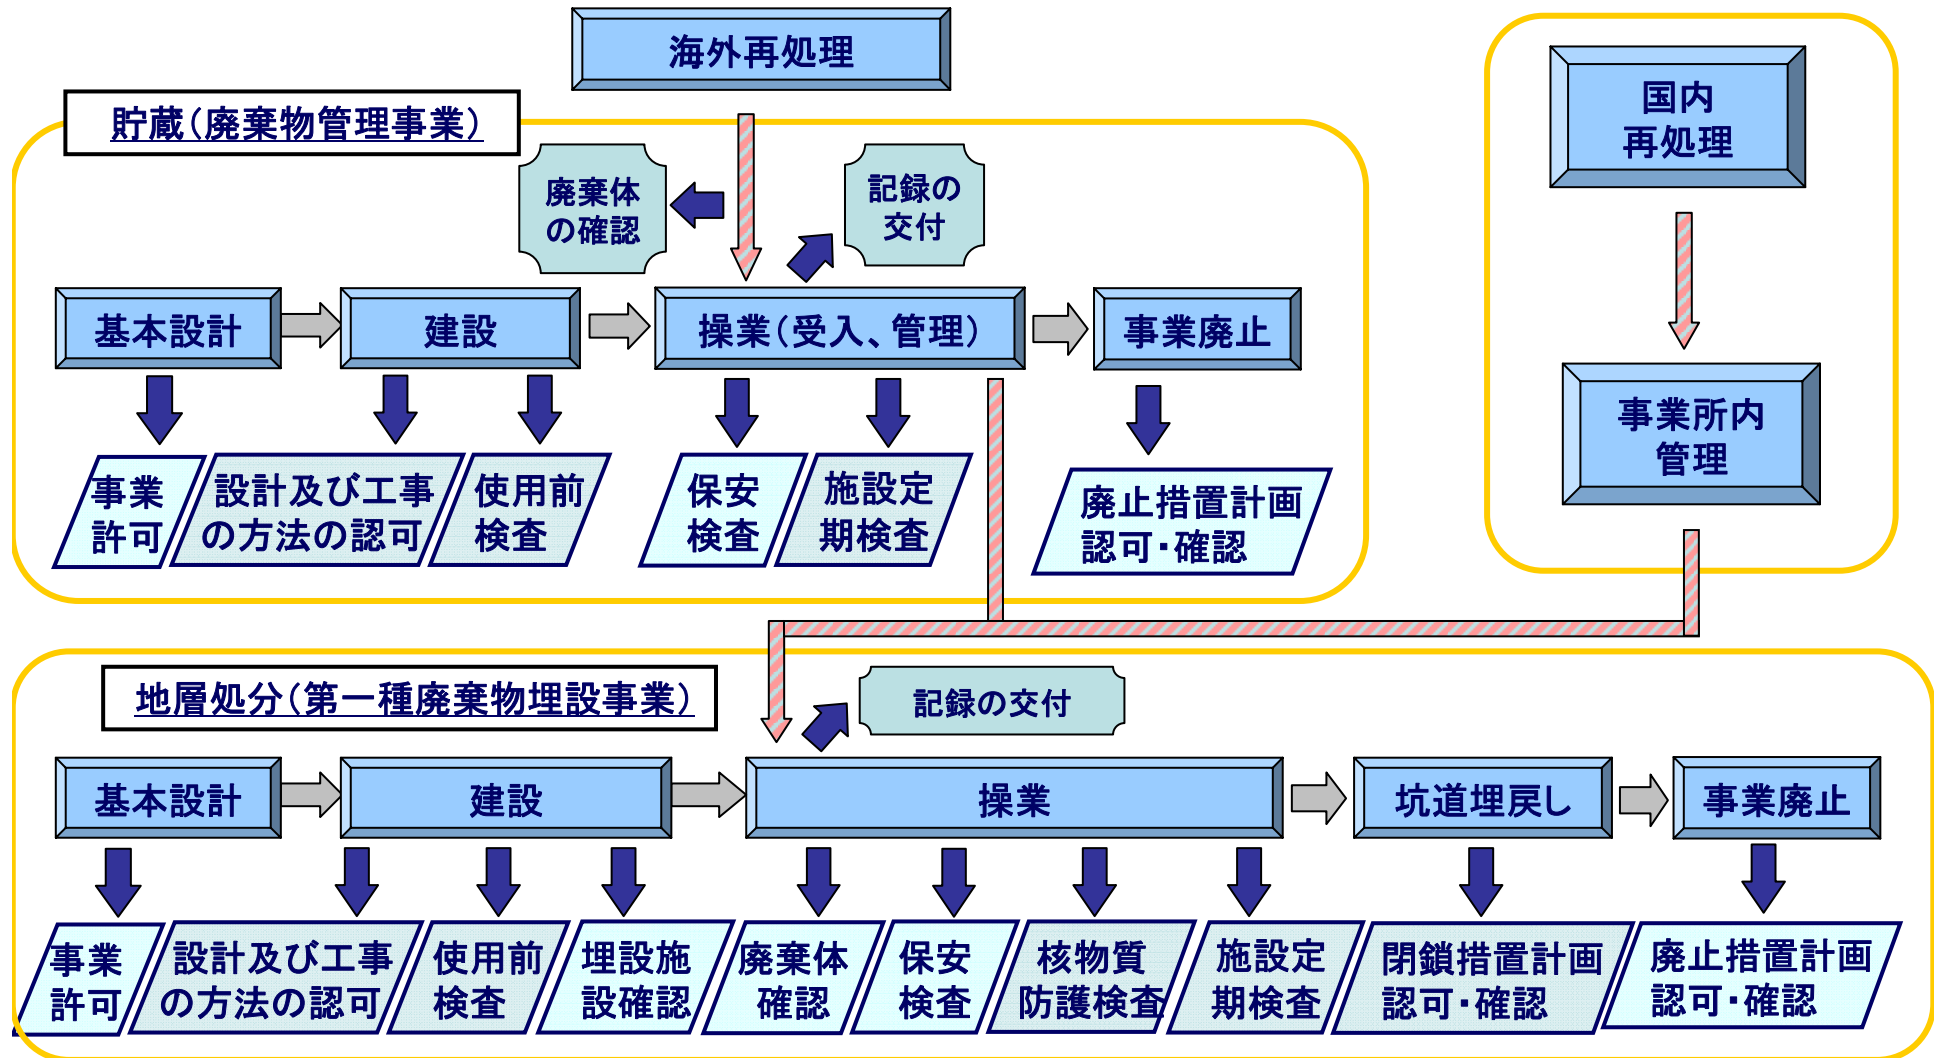 海外再処理
国内
再処理
貯蔵(廃棄物管理事業)
廃棄体
の確認
記録の
交付
基本設計
建設
操業(受入、管理)
事業廃止
事業所内
管理
事業
許可
設計及び工事
の方法の認可
使用前
検査
保安
検査
施設定
期検査
廃止措置計画
認可・確認
地層処分(第一種廃棄物埋設事業)
記録の交付
基本設計
建設
操業
坑道埋戻し
事業廃止
事業
許可
設計及び工事
の方法の認可
使用前
検査
埋設施
設確認
廃棄体
確認
保安
検査
核物質
防護検査
施設定
期検査
閉鎖措置計画
認可・確認
廃止措置計画
認可・確認